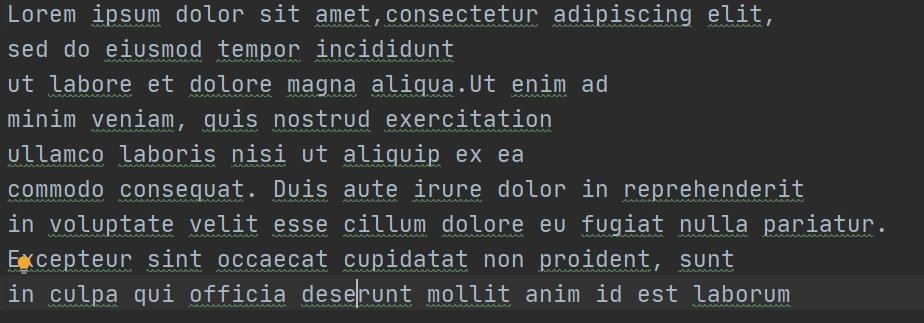 Lorem ipsum dolor sit amet,consectetur adipiscing elit,
sed do eiusmod tempor incididunt
ut labore et dolore magna aliqua.Ut enim ad
minim veniam, quis nostrud exercitation
ullamco laboris nisi ut aliquip ex ea
commodo consequat. Duis aute irure dolor in reprehenderit
in voluptate velit esse cillum dolore eu fugiat nulla pariatur.
Excepteur sint occaecat cupidatat non proident, sunt
in culpa qui officia deserunt mollit anim id est laborum